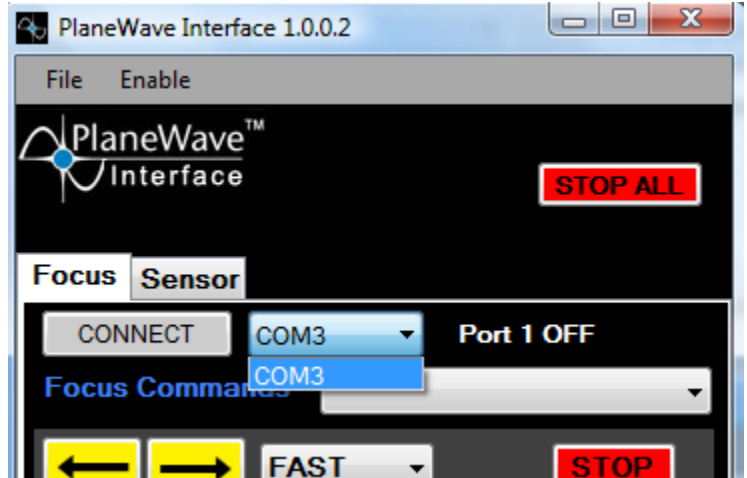 PlaneWave Interface 1.0.0.2
File Enable
PlaneWave™
Interface
STOP ALL
Focus Sensor
CONNECT COM3 Port 1 OFF
COM3
Focus Comma
FAST STOP